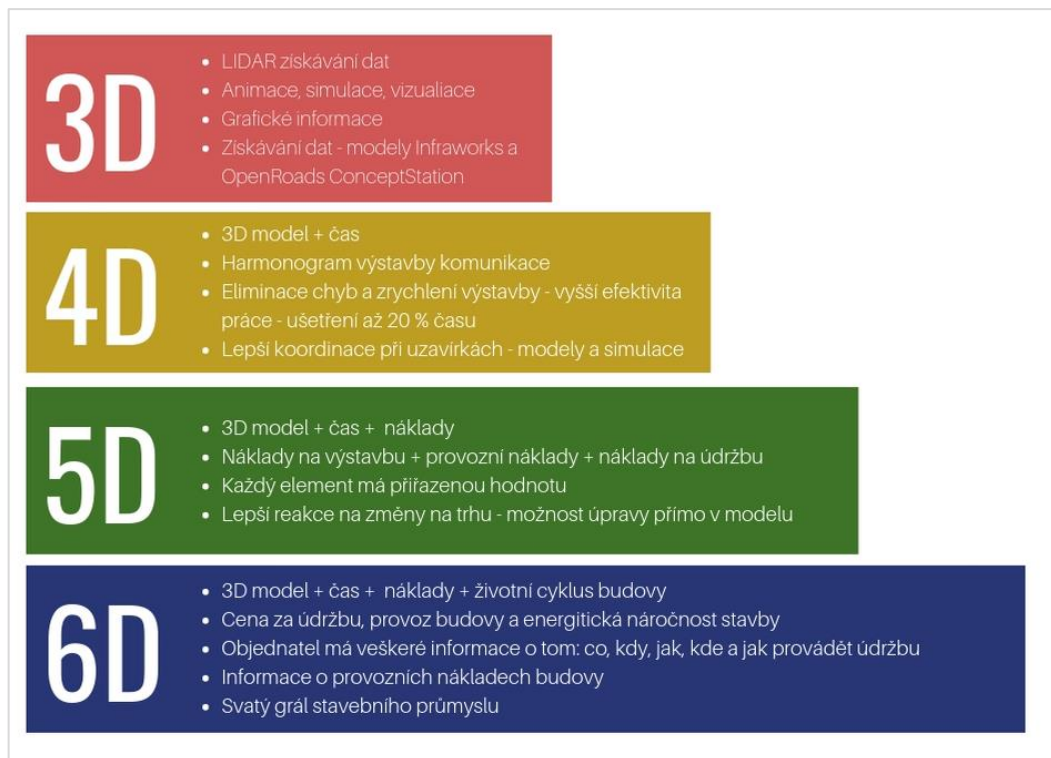 3D
• LIDAR získávání dat
• Animace, simulace, vizualiace
• Grafické informace
• Získávání dat - modely Infraworks a
OpenRoads ConceptStation
4D
• 3D model + čas
• Harmonogram výstavby komunikace
• Eliminace chyb a zrychlení výstavby - vyšší efektivita
práce - ušetření až 20 % času
• Lepší koordinace při uzavírkách - modely a simulace
5D
• 3D model + čas + náklady
• Náklady na výstavbu + provozní náklady + náklady na údržbu
• Každý element má přiřazenou hodnotu
• Lepší reakce na změny na trhu - možnost úpravy přímo v modelu
6D
• 3D model + čas + náklady + životní cyklus budovy
• Cena za údržbu, provoz budovy a energitická náročnost stavby
• Objednatel má veškeré informace o tom: co, kdy, jak, kde a jak provádět údržbu
• Informace o provozních nákladech budovy
• Svatý grál stavebního průmyslu